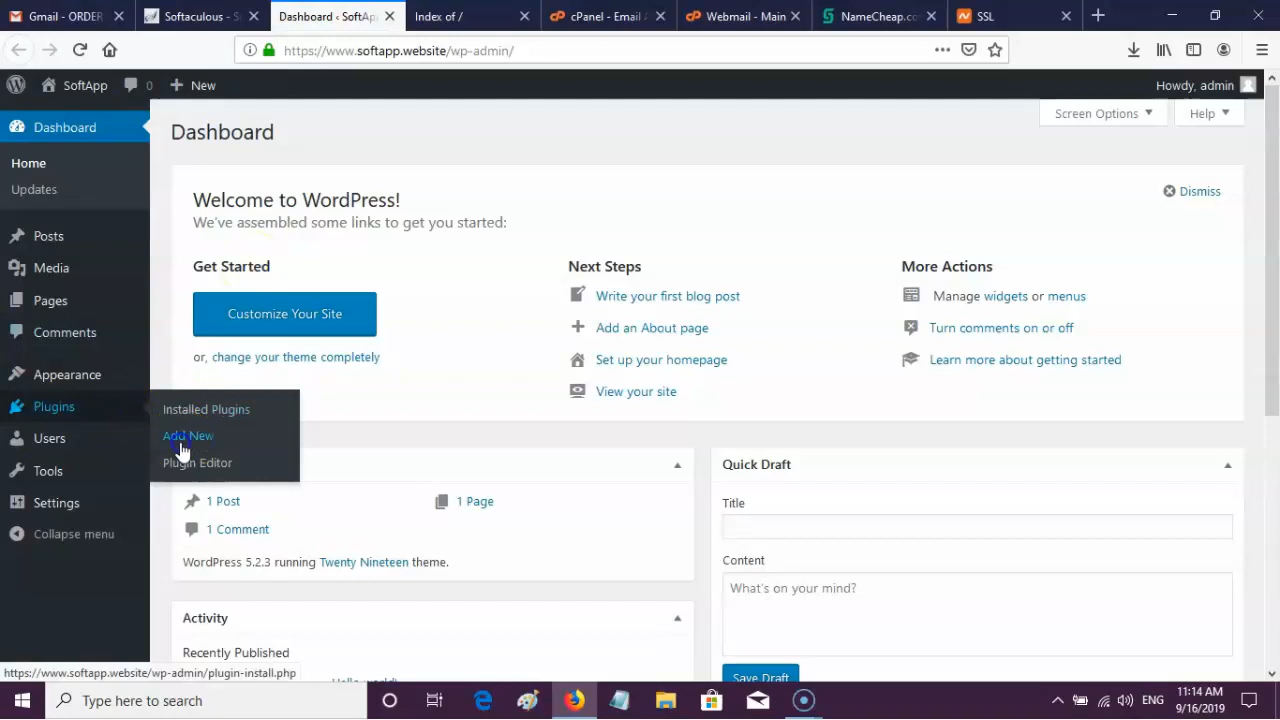 Gmail - ORDER
Softaculous - S
Dashboard ‹ SoftAp
Index of /
cPanel - Email
Webmail - Main
NameCheap.co
SSL
https://www.softapp.website/wp-admin/
SoftApp
0
New
Howdy, admin
Dashboard
Home
Updates
Posts
Media
Pages
Comments
Appearance
Plugins
Users
Tools
Settings
Collapse menu
Installed Plugins
Add New
Plugin Editor
Screen Options
Help
Dashboard
Welcome to WordPress!
We've assembled some links to get you started:
Dismiss
Get Started
Customize Your Site
or, change your theme completely
Next Steps
Write your first blog post
Add an About page
Set up your homepage
View your site
More Actions
Manage widgets or menus
Turn comments on or off
Learn more about getting started
1 Post
1 Page
1 Comment
WordPress 5.2.3 running Twenty Nineteen theme.
Activity
Recently Published
Hello world!
Quick Draft
Title
Content
What's on your mind?
Save Draft
https://www.softapp.website/wp-admin/plugin-install.php
Type here to search
ENG
11:14 AM
9/16/2019